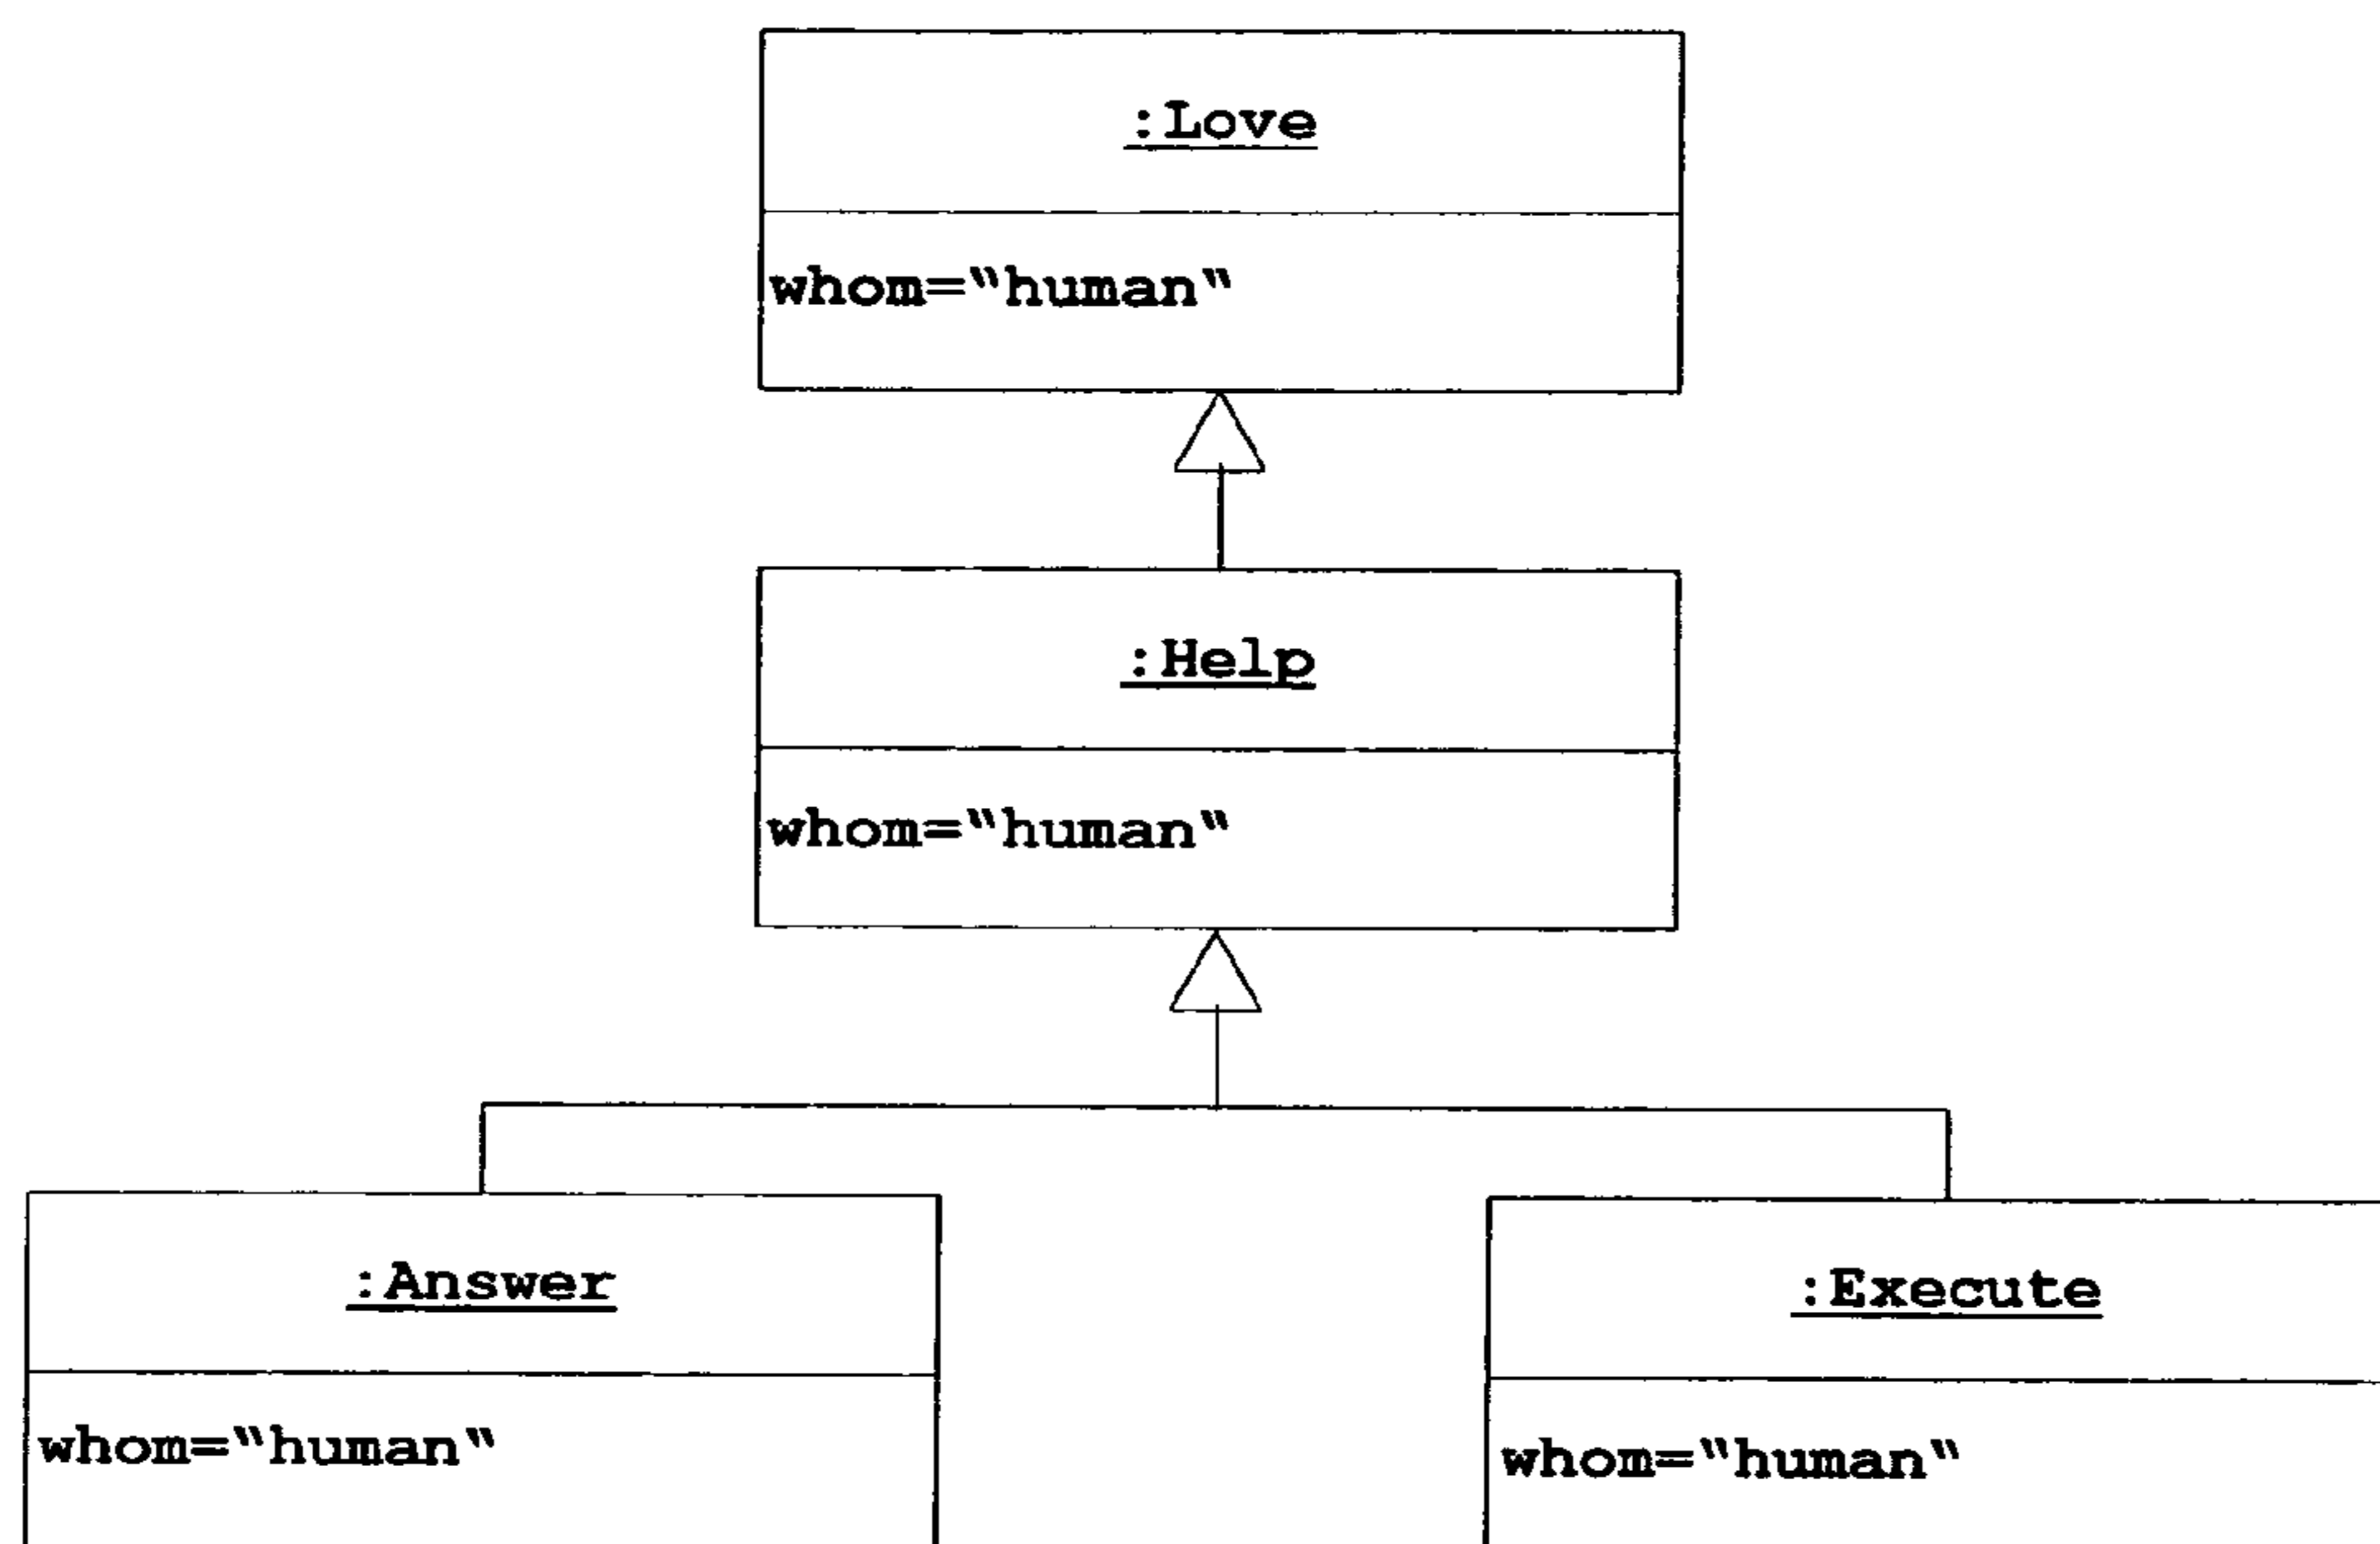 :Love
whom=‟human‟
:Help
whom=‟human‟
:Answer
whom=‟human‟
:Execute
whom=‟human‟